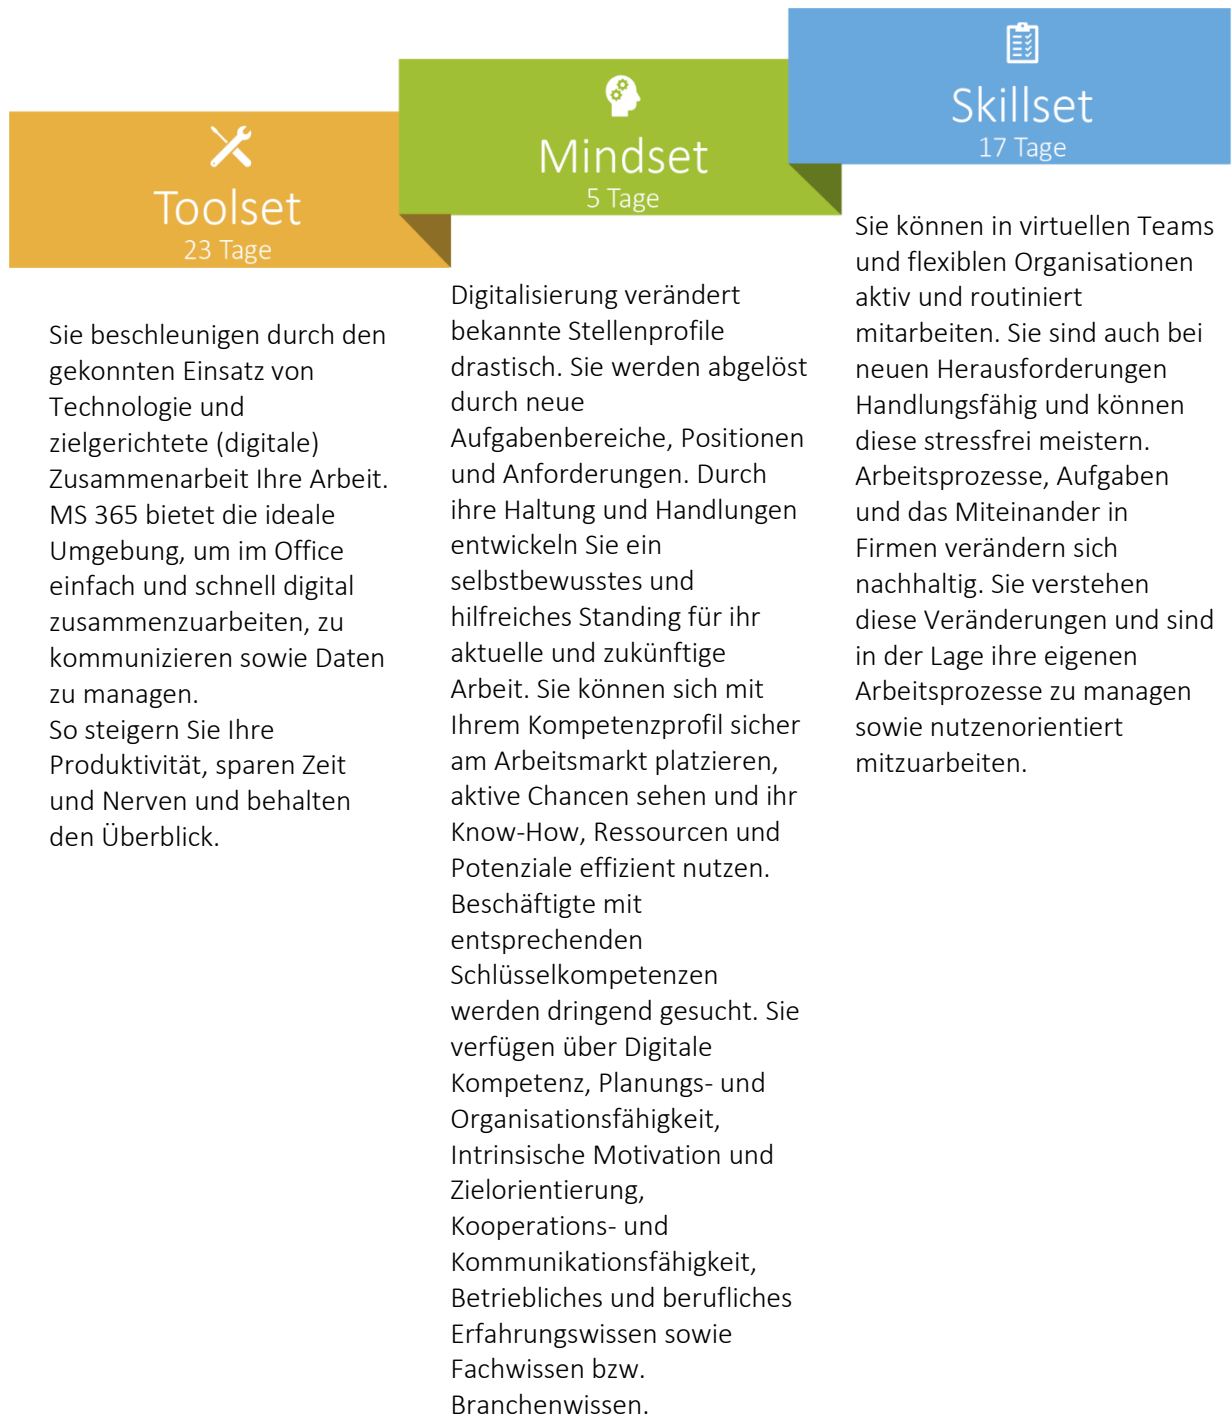 Toolset
23 Tage
Sie beschleunigen durch den
gekonnten Einsatz von
Technologie und
zielgerichtete (digitale)
Zusammenarbeit Ihre Arbeit.
MS 365 bietet die ideale
Umgebung, um im Office
einfach und schnell digital
zusammenzuarbeiten, zu
kommunizieren sowie Daten
zu managen.
So steigern Sie Ihre
Produktivität, sparen Zeit
und Nerven und behalten
den Überblick.
Mindset
5 Tage
Digitalisierung verändert
bekannte Stellenprofile
drastisch. Sie werden abgelöst
durch neue
Aufgabenbereiche, Positionen
und Anforderungen. Durch
ihre Haltung und Handlungen
entwickeln Sie ein
selbstbewusstes und
hilfreiches Standing für ihr
aktuelle und zukünftige
Arbeit. Sie können sich mit
Ihrem Kompetenzprofil sicher
am Arbeitsmarkt platzieren,
aktive Chancen sehen und ihr
Know-How, Ressourcen und
Potenziale effizient nutzen.
Beschäftigte mit
entsprechenden
Schlüsselkompetenzen
werden dringend gesucht. Sie
verfügen über Digitale
Kompetenz, Planungs- und
Organisationsfähigkeit,
Intrinsische Motivation und
Zielorientierung,
Kooperations- und
Kommunikationsfähigkeit,
Betriebliches und berufliches
Erfahrungswissen sowie
Fachwissen bzw.
Branchenwissen.
Skillset
17 Tage
Sie können in virtuellen Teams
und flexiblen Organisationen
aktiv und routiniert
mitarbeiten. Sie sind auch bei
neuen Herausforderungen
Handlungsfähig und können
diese stressfrei meistern.
Arbeitsprozesse, Aufgaben
und das Miteinander in
Firmen verändern sich
nachhaltig. Sie verstehen
diese Veränderungen und sind
in der Lage ihre eigenen
Arbeitsprozesse zu managen
sowie nutzenorientiert
mitzuarbeiten.